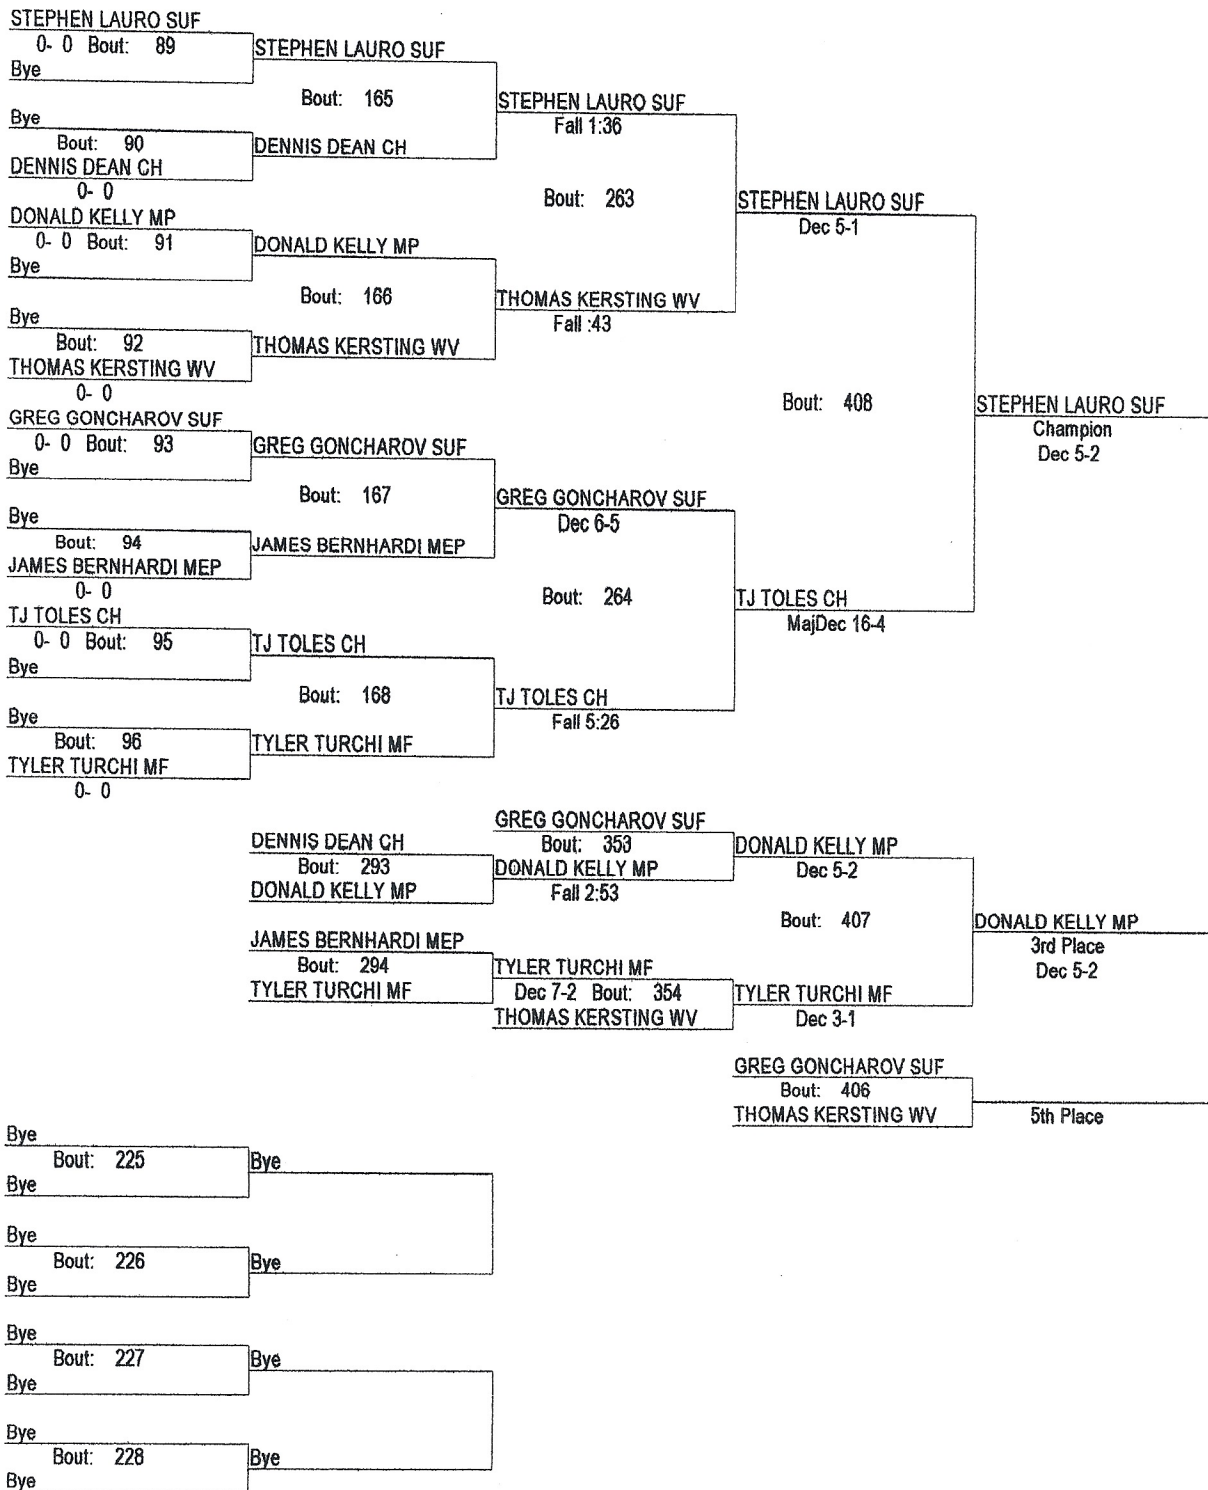 STEPHEN LAURO SUF
0- 0 Bout: 89
Bye
STEPHEN LAURO SUF
Bout: 165
Bye
Bout: 90
DENNIS DEAN CH
0- 0
DENNIS DEAN CH
STEPHEN LAURO SUF
Fall 1:36
Bout: 263
DONALD KELLY MP
0- 0 Bout: 91
Bye
DONALD KELLY MP
Bout: 166
Bye
Bout: 92
THOMAS KERSTING WV
0- 0
THOMAS KERSTING WV
THOMAS KERSTING WV
Fall :43
STEPHEN LAURO SUF
Dec 5-1
Bout: 408
STEPHEN LAURO SUF
Champion
Dec 5-2
GREG GONCHAROV SUF
0- 0 Bout: 93
Bye
GREG GONCHAROV SUF
Bout: 167
Bye
Bout: 94
JAMES BERNHARDI MEP
0- 0
JAMES BERNHARDI MEP
GREG GONCHAROV SUF
Dec 6-5
Bout: 264
TJ TOLES CH
MajDec 16-4
TJ TOLES CH
0- 0 Bout: 95
Bye
TJ TOLES CH
Bout: 168
Bye
Bout: 96
TYLER TURCHI MF
0- 0
TYLER TURCHI MF
TJ TOLES CH
Fall 5:26
DENNIS DEAN CH
Bout: 293
DONALD KELLY MP
GREG GONCHAROV SUF
Bout: 353
DONALD KELLY MP
Fall 2:53
DONALD KELLY MP
Dec 5-2
Bout: 407
DONALD KELLY MP
3rd Place
Dec 5-2
JAMES BERNHARDI MEP
Bout: 294
TYLER TURCHI MF
TYLER TURCHI MF
Dec 7-2 Bout: 354
THOMAS KERSTING WV
TYLER TURCHI MF
Dec 3-1
GREG GONCHAROV SUF
Bout: 406
THOMAS KERSTING WV
5th Place
Bye
Bout: 225
Bye
Bye
Bye
Bout: 226
Bye
Bye
Bye
Bout: 227
Bye
Bye
Bye
Bout: 228
Bye
Bye